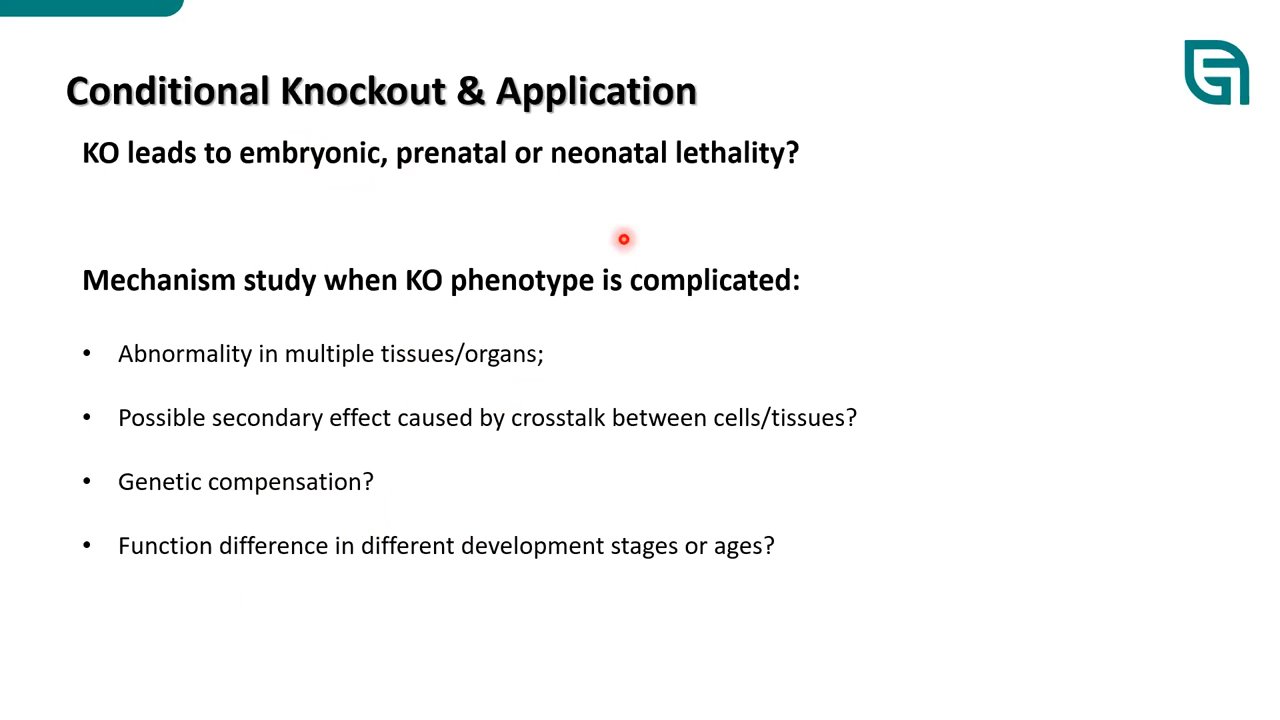 Conditional Knockout & Application
KO leads to embryonic, prenatal or neonatal lethality?
Mechanism study when KO phenotype is complicated:
• Abnormality in multiple tissues/organs;
• Possible secondary effect caused by crosstalk between cells/tissues?
• Genetic compensation?
• Function difference in different development stages or ages?